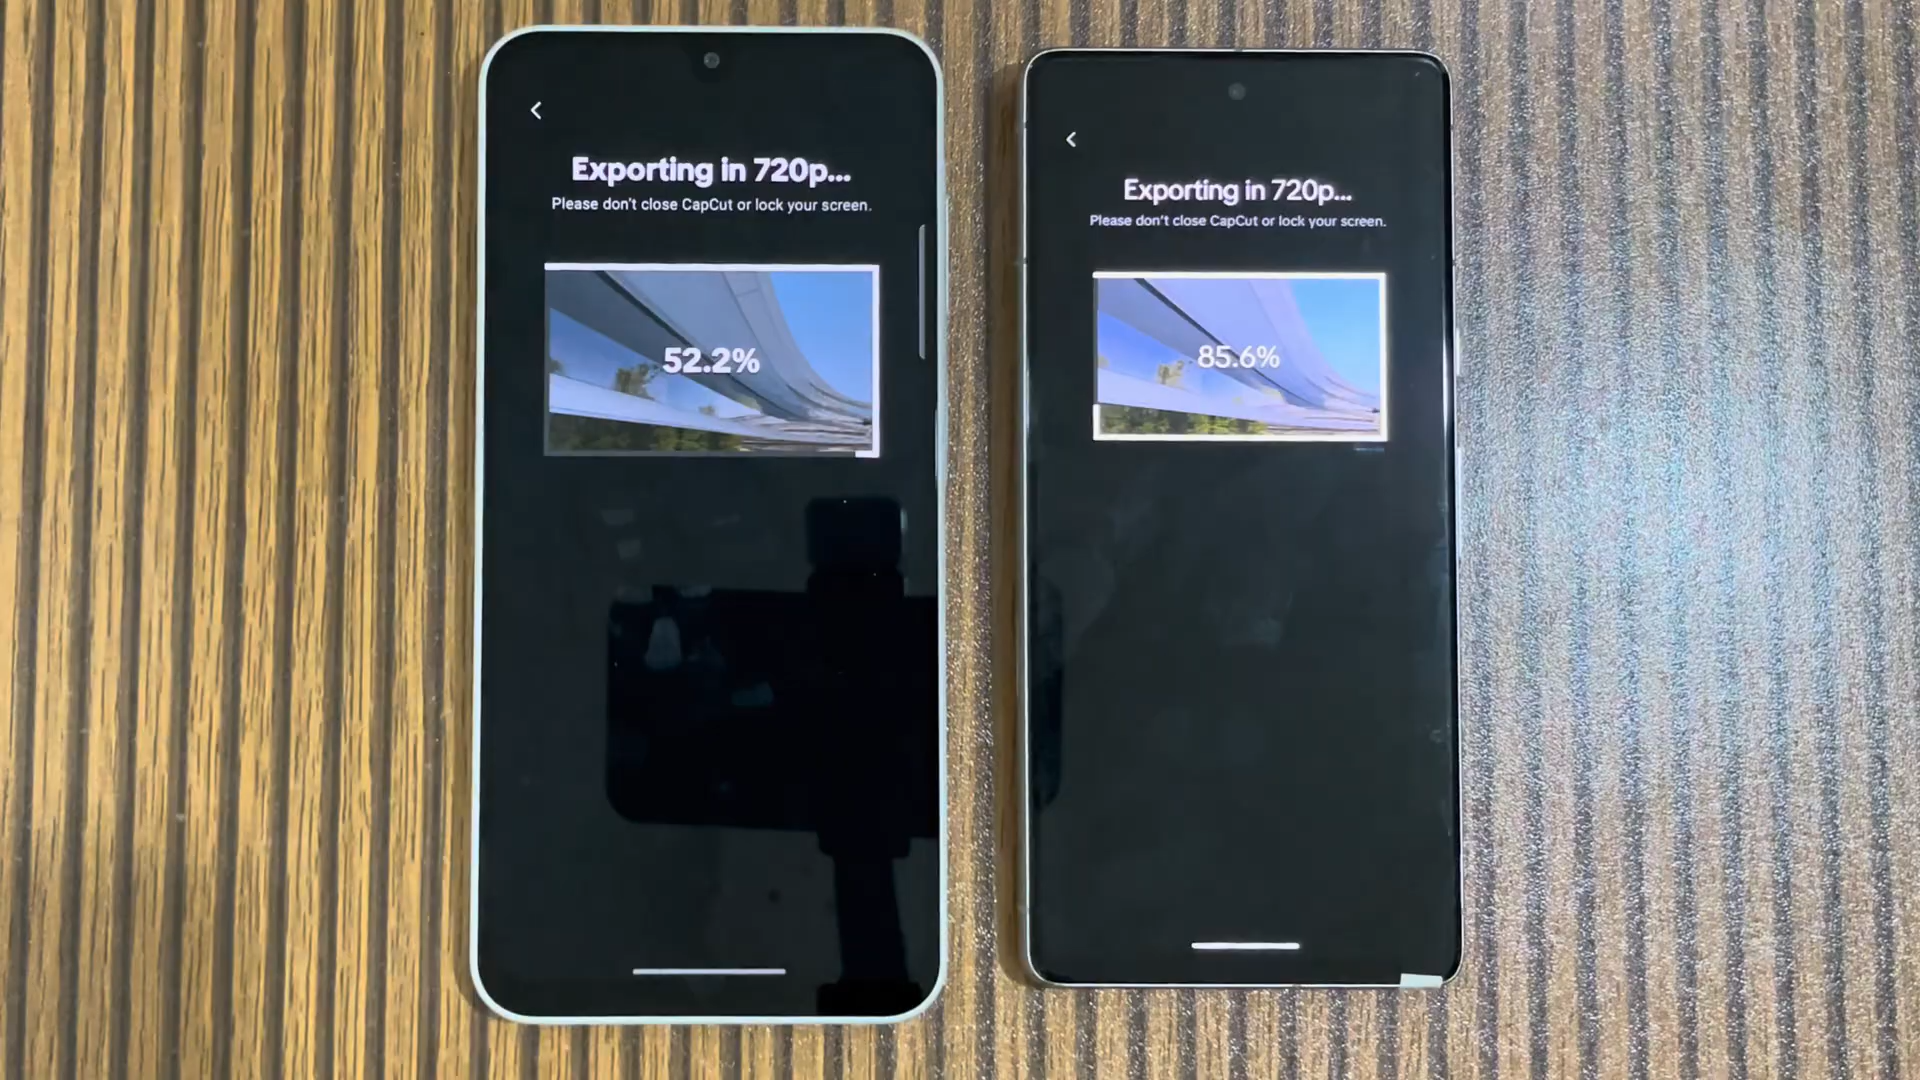 Exporting in 720p...
Please don't close CapCut or lock your screen.
52.2%
Exporting in 720p...
Please don't close CapCut or lock your screen.
85.6%